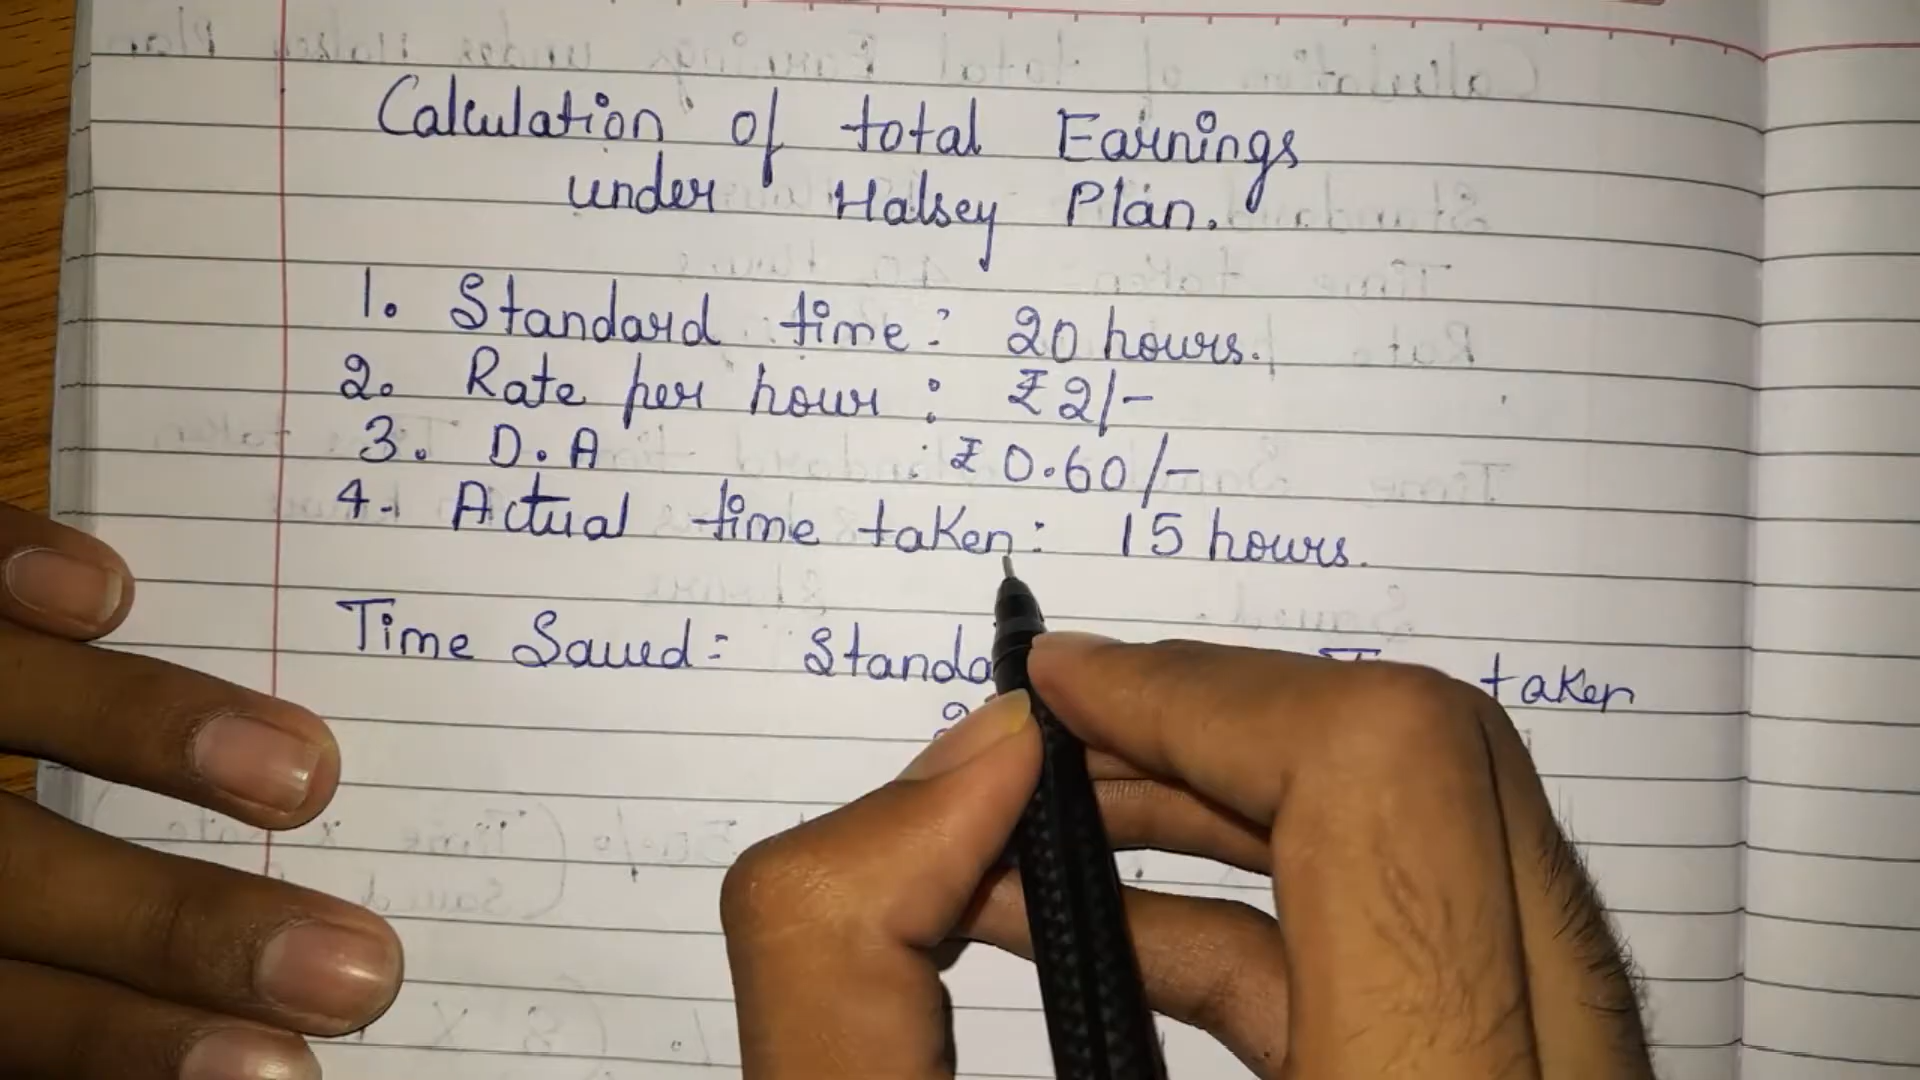 Calculation of total Earnings
under Halsey Plan.
1. Standard time: 20 hours.
2. Rate per hour: ₹2/-
3. D.A : ₹0.60/-
4. Actual time taken: 15 hours.
Time Saved = Standa taken